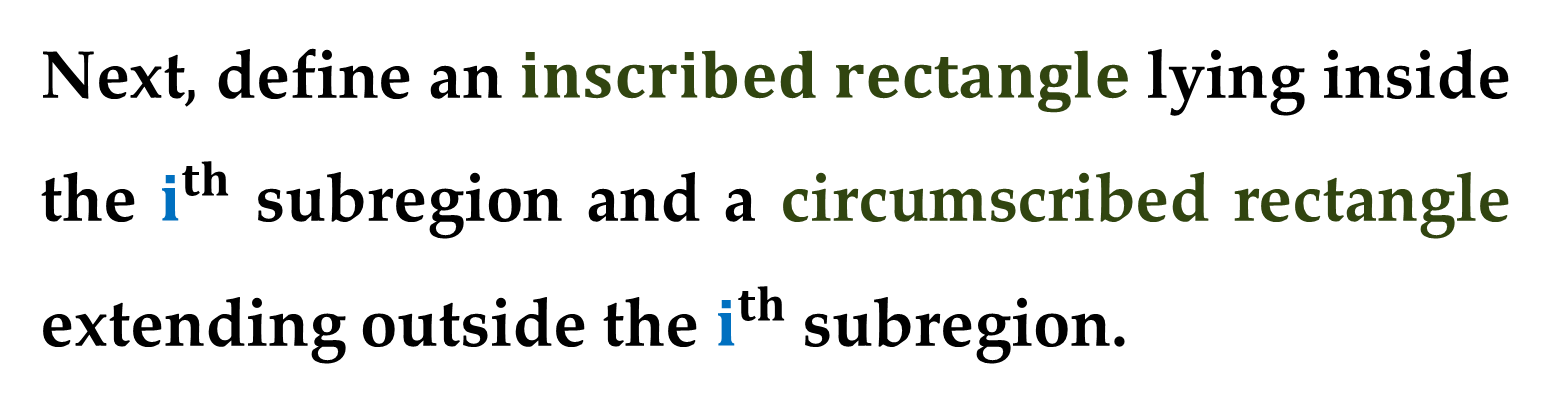 Next, define an inscribed rectangle lying inside
the iᵗʰ subregion and a circumscribed rectangle
extending outside the iᵗʰ subregion.